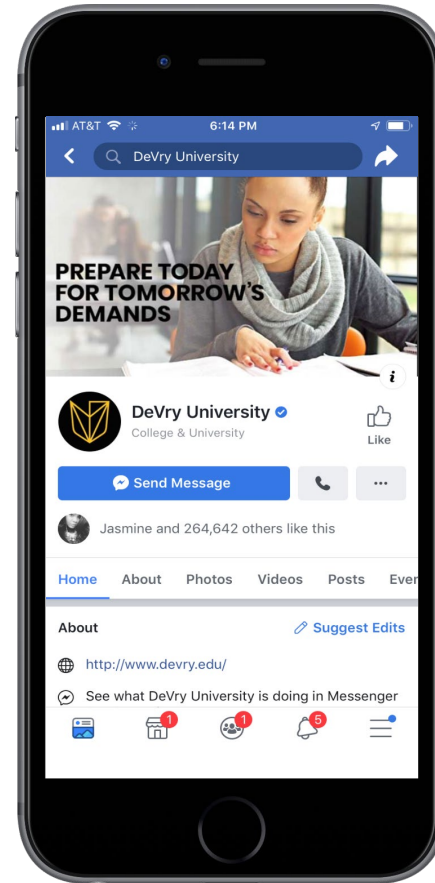 AT&T 6:14 PM
DeVry University
PREPARE TODAY
FOR TOMORROW'S
DEMANDS
i
DeVry University
College & University
Like
Send Message
Jasmine and 264,642 others like this
Home About Photos Videos Posts Ever
About Suggest Edits
http://www.devry.edu/
See what DeVry University is doing in Messenger
1 1 5